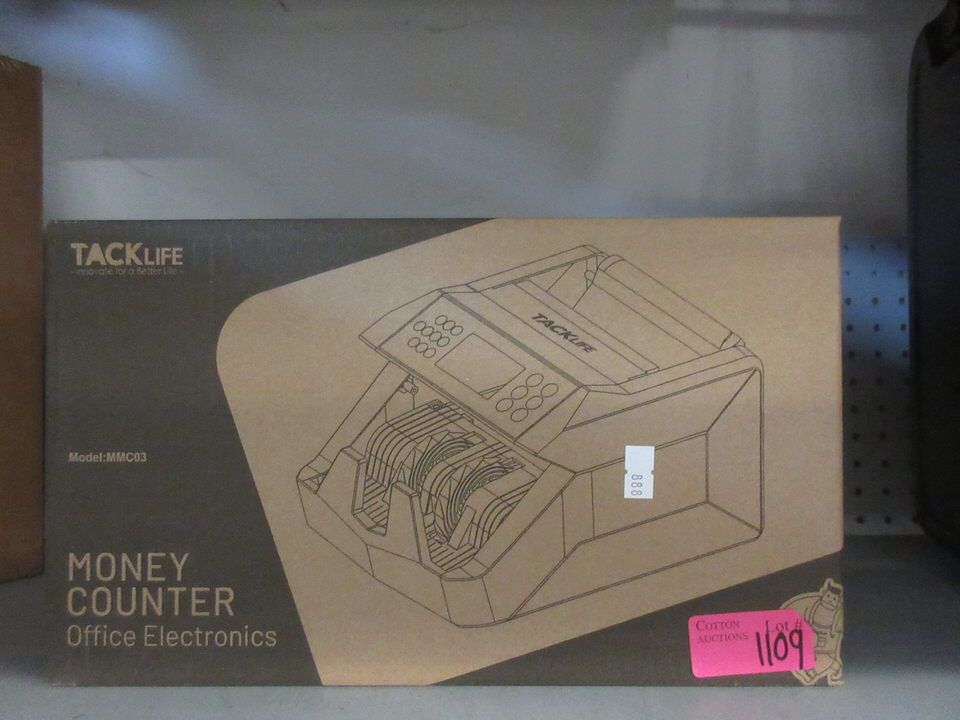 TACKLIFE
- innovate for a Better Life -
TACKLIFE
Model:MMC03
888
MONEY
COUNTER
Office Electronics
COTTON
AUCTIONS
Lot #
1109